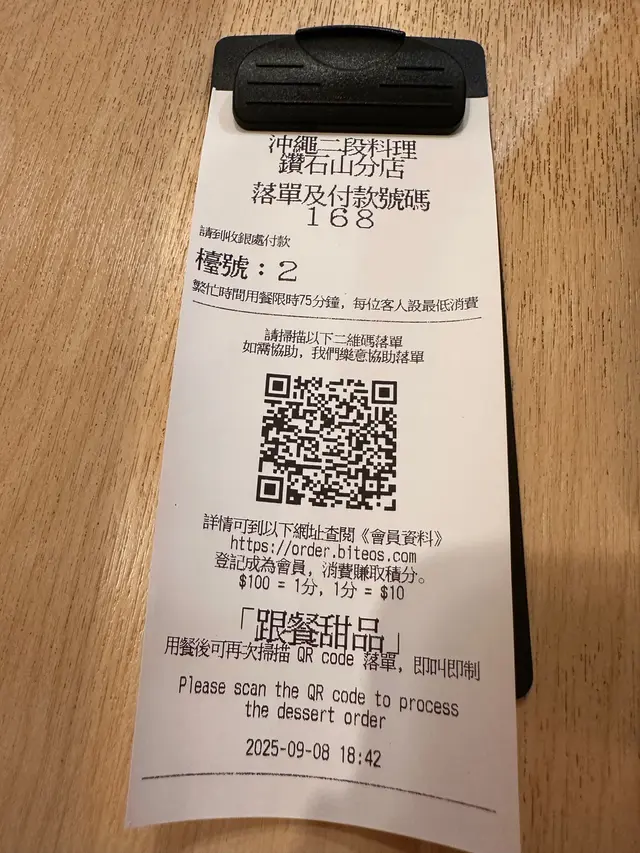 沖繩二段料理
鑽石山分店
落單及付款號碼
168
請到收銀處付款
檯號：2
繁忙時間用餐限時75分鐘，每位客人設最低消費
請掃描以下二維碼落單
如需協助，我們樂意協助落單
詳情可到以下網址查閱《會員資料》
https://order.biteos.com
登記成為會員，消費賺取積分。
$100 = 1分，1分 = $10
「跟餐甜品」
用餐後可再次掃描 QR code 落單，即叫即制
Please scan the QR code to process
the dessert order
2025-09-08 18:42